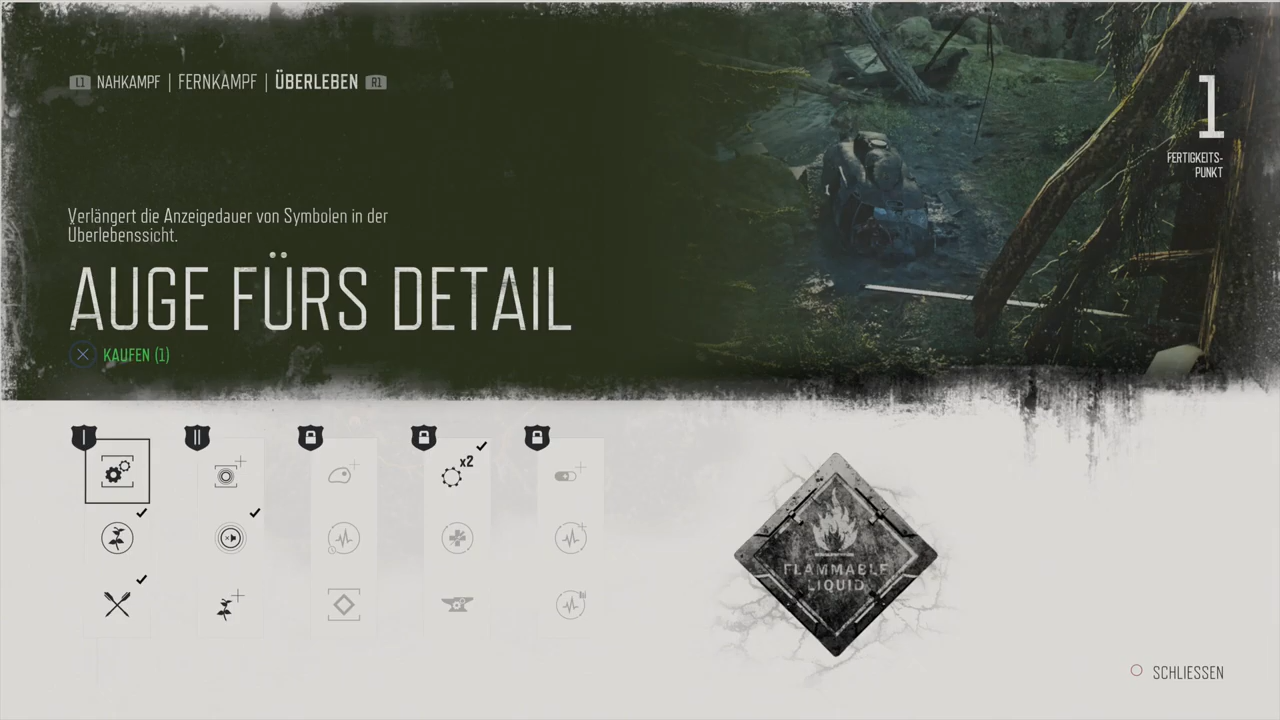 L1 NAHKAMPF | FERNKAMPF | ÜBERLEBEN R1
1
FERTIGKEITS-
PUNKT
Verlängert die Anzeigedauer von Symbolen in der
Überlebenssicht.
AUGE FÜRS DETAIL
KAUFEN (1)
I II
x2
FLAMMABLE
LIQUID
SCHLIESSEN